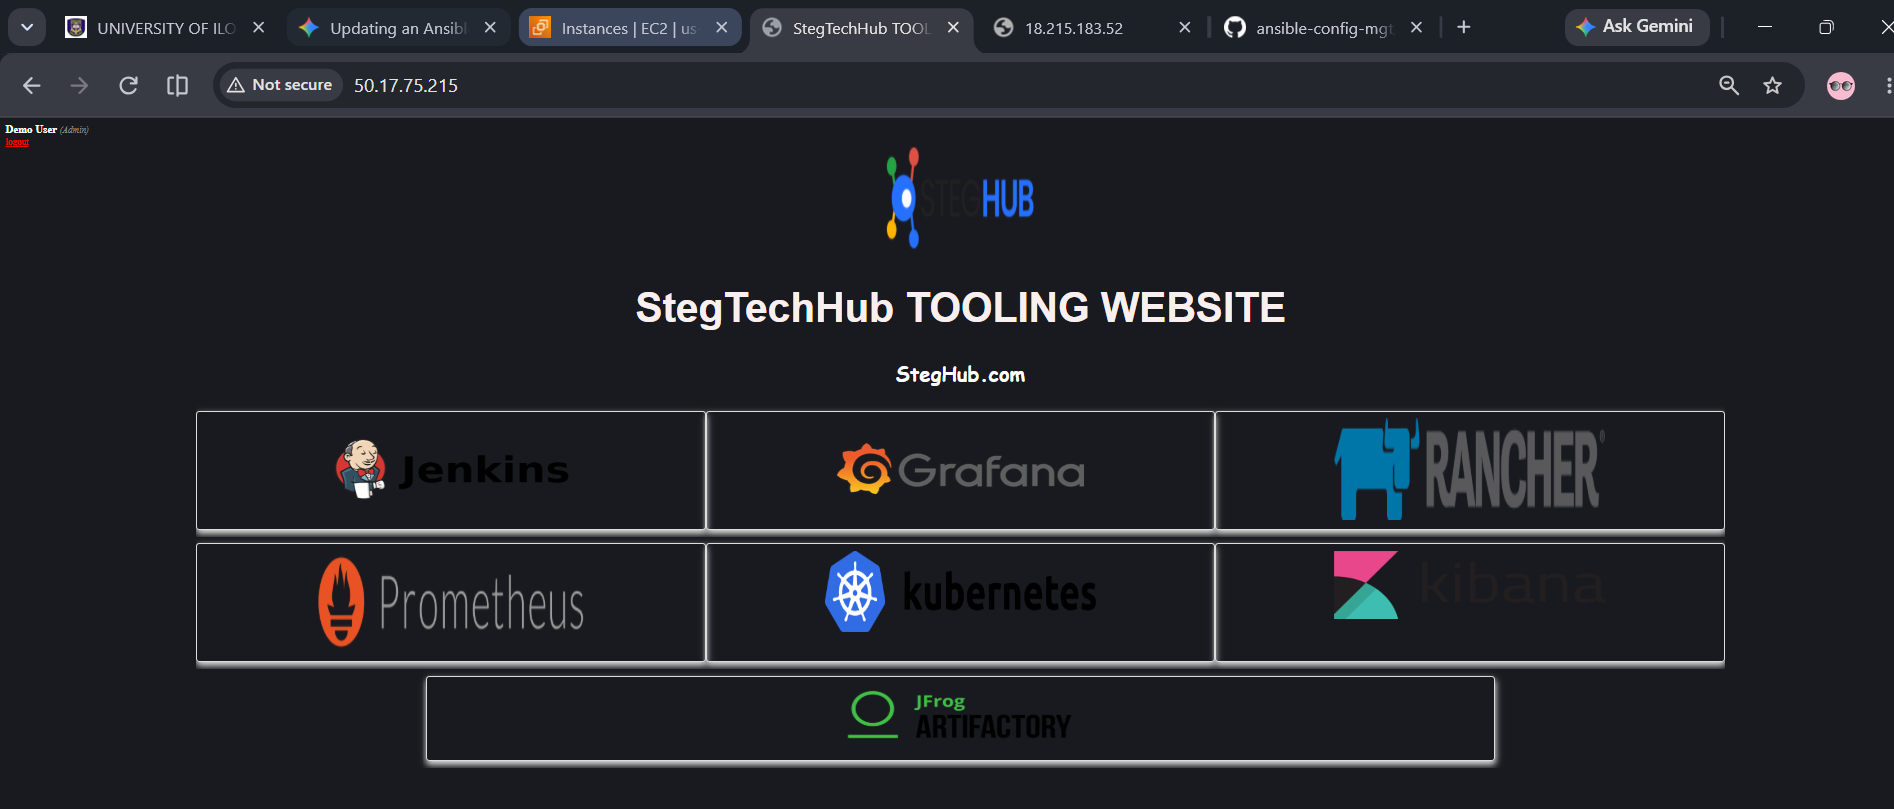 UNIVERSITY OF ILO
Updating an Ansibl
Instances | EC2 | us-
StegTechHub TOOL
18.215.183.52
ansible-config-mgt
Ask Gemini
Not secure
50.17.75.215
Demo User (Admin)
logout
STEGHUB
StegTechHub TOOLING WEBSITE
StegHub.com
Jenkins
Grafana
RANCHER®
Prometheus
kubernetes
kibana
JFrog
ARTIFACTORY